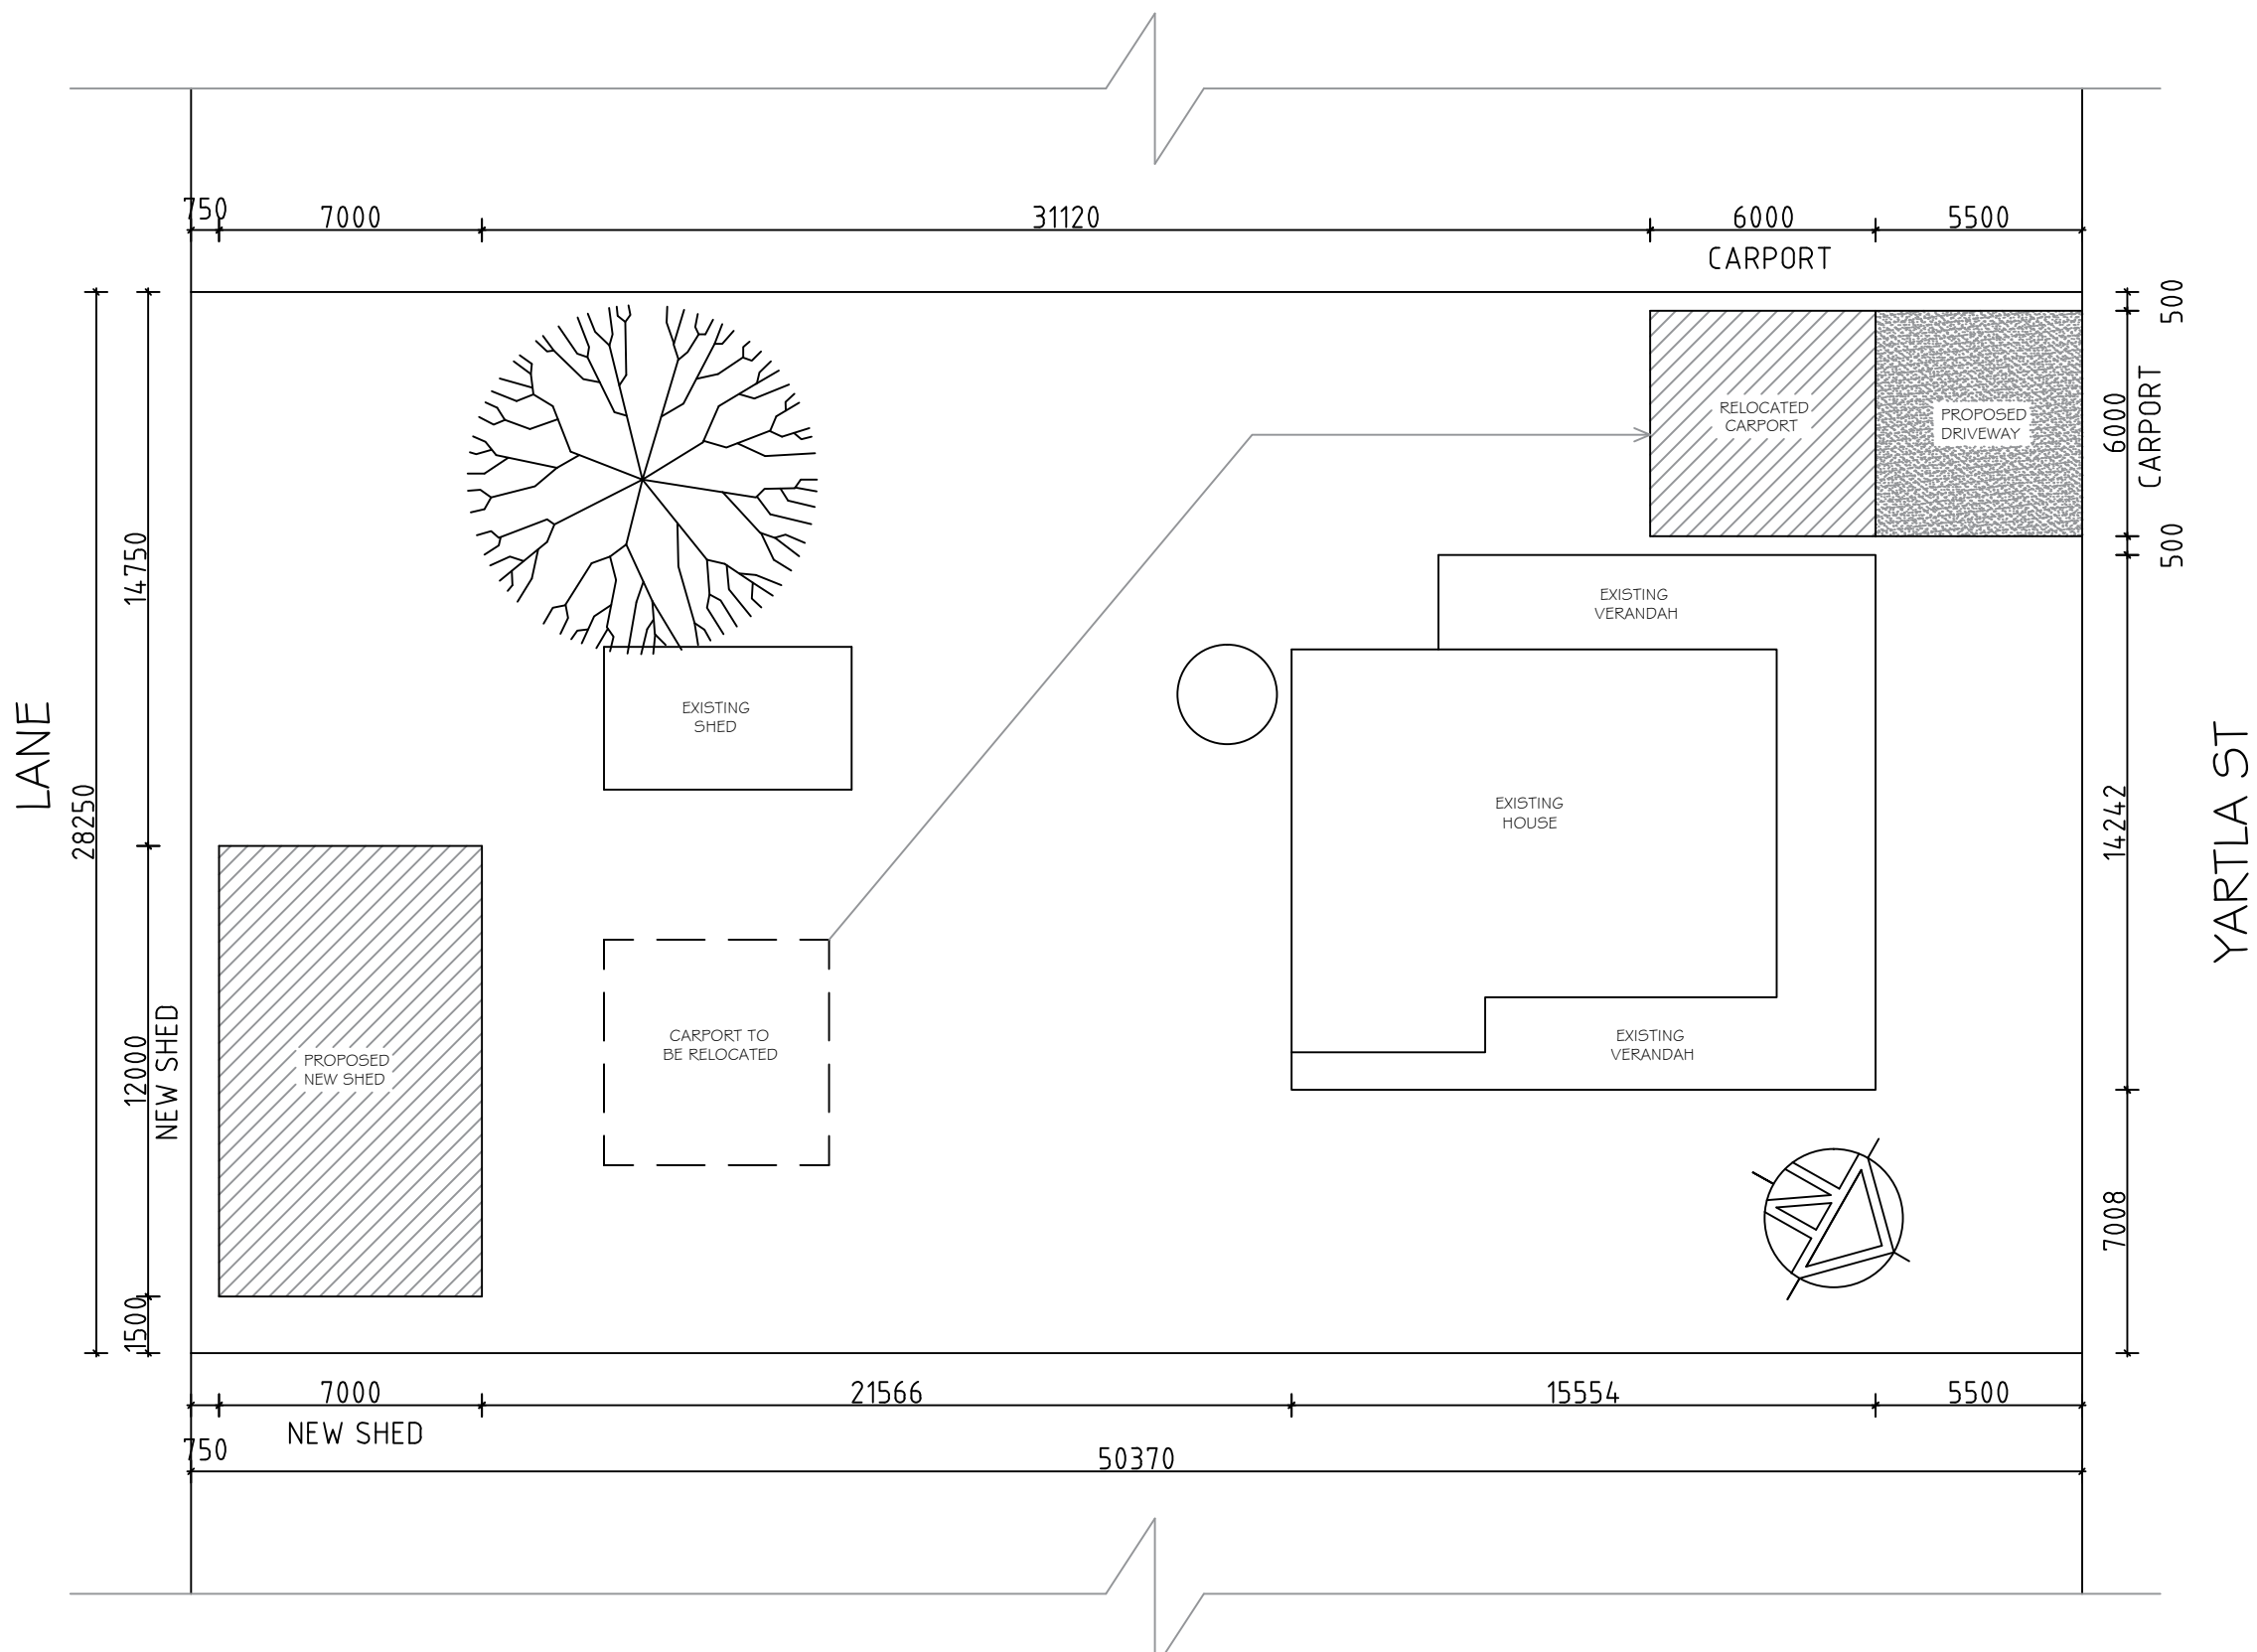 750
7000
31120
6000
5500
CARPORT
500
RELOCATED
CARPORT
PROPOSED
DRIVEWAY
6000
CARPORT
500
14750
EXISTING
VERANDAH
EXISTING
SHED
LANE
28250
EXISTING
HOUSE
14242
YARTLA ST
12000
NEW SHED
PROPOSED
NEW SHED
CARPORT TO
BE RELOCATED
EXISTING
VERANDAH
7008
N
1500
7000
21566
15554
5500
NEW SHED
750
50370